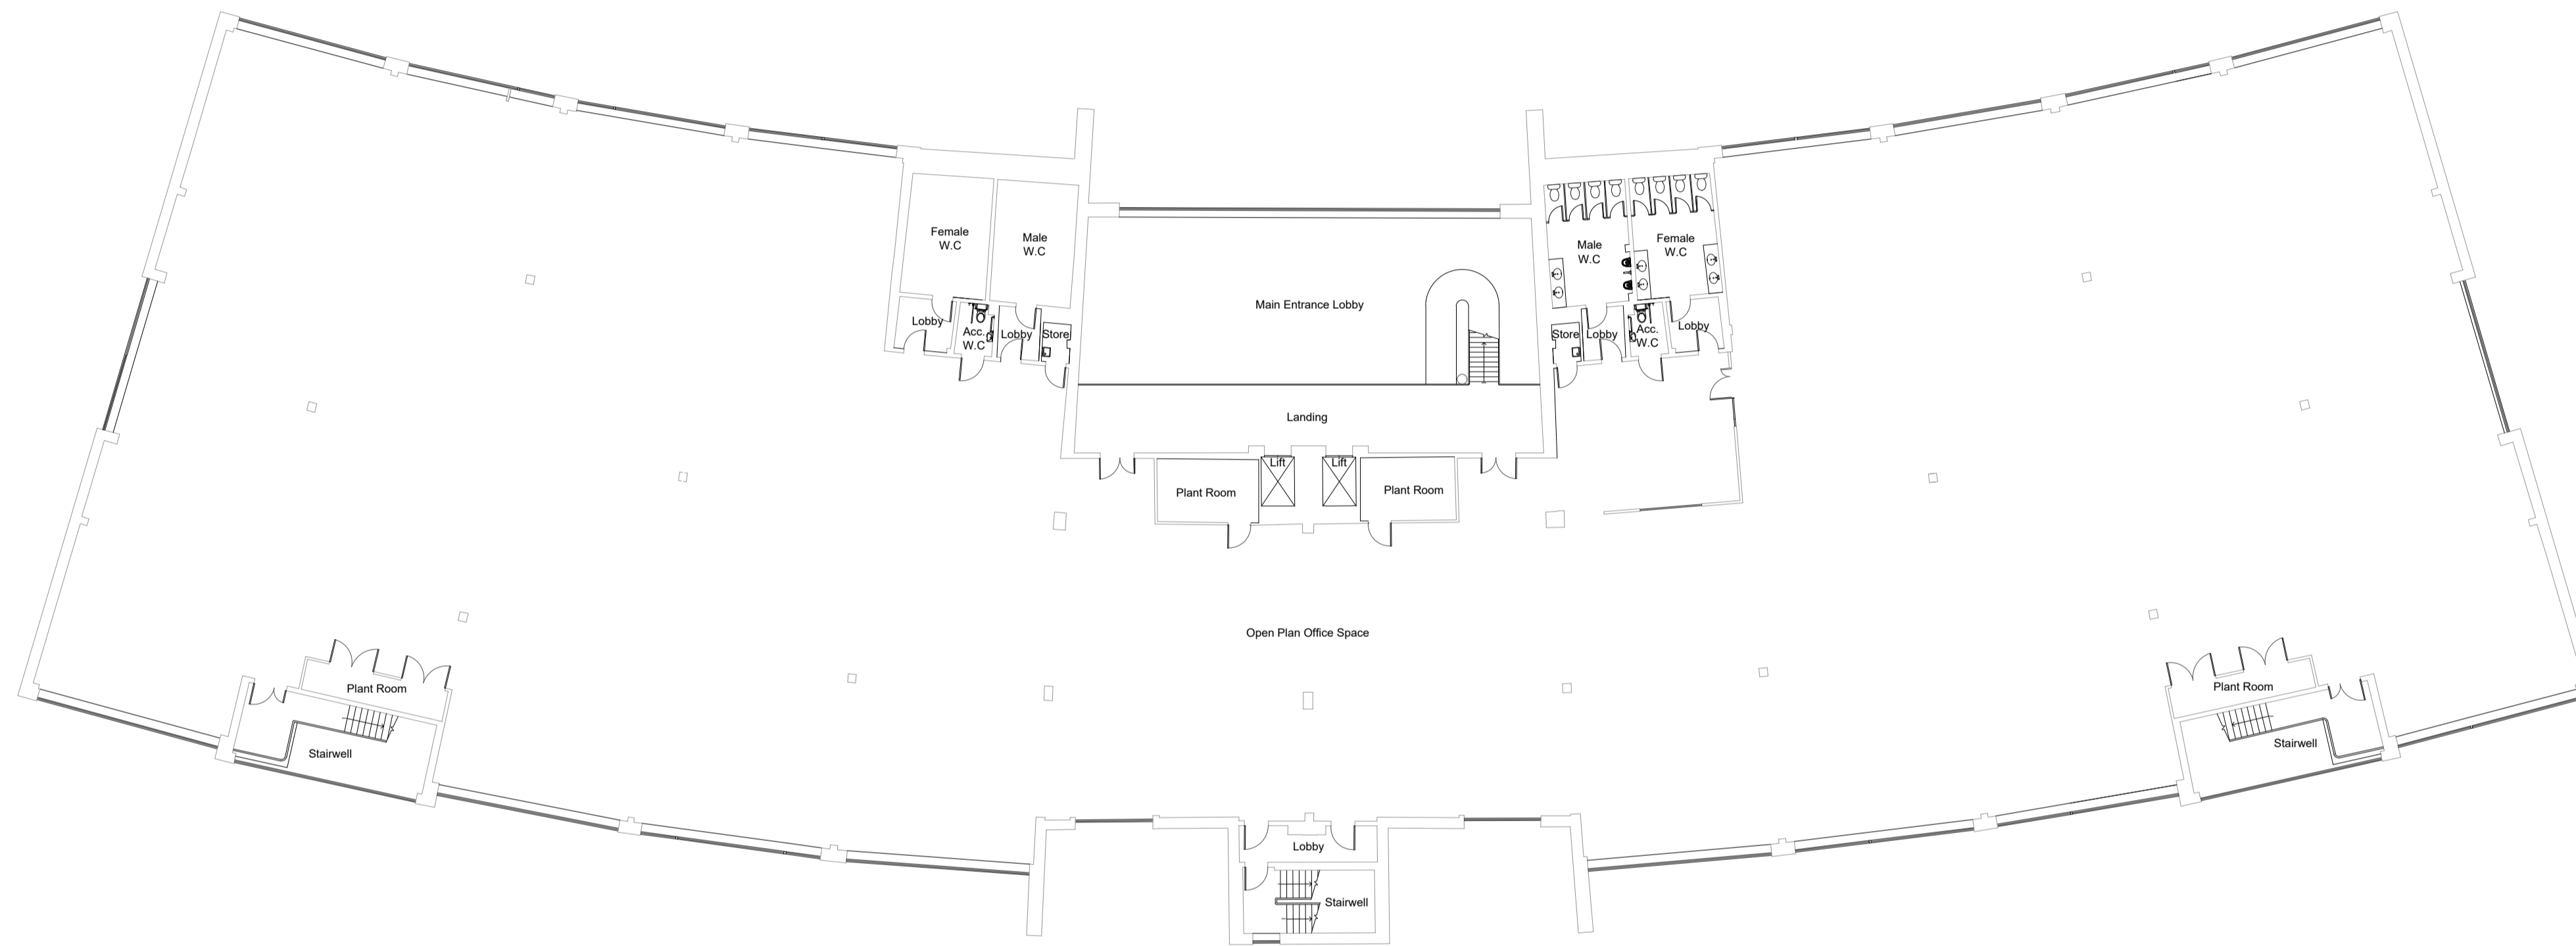 Female
W.C
Male
W.C
Lobby
Acc.
W.C
Lobby
Store
Main Entrance Lobby
Male
W.C
Female
W.C
Store
Lobby
Acc.
W.C
Lobby
Landing
Lift
Lift
Plant Room
Plant Room
Open Plan Office Space
Plant Room
Stairwell
Plant Room
Stairwell
Lobby
Stairwell